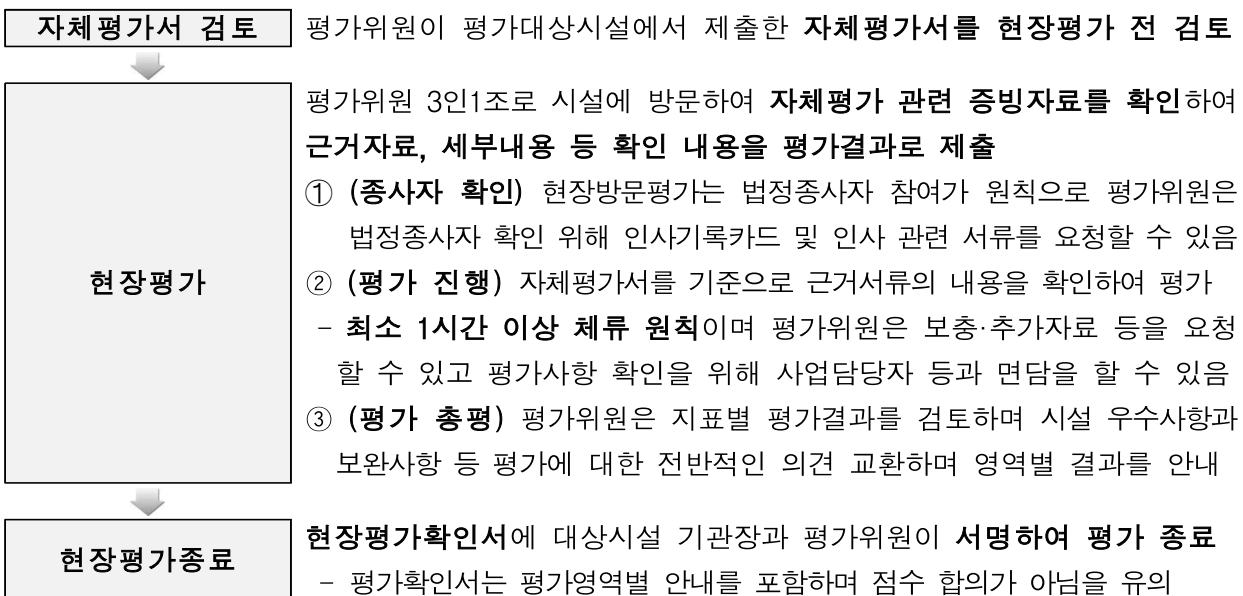 자체평가서 검토
평가위원이 평가대상시설에서 제출한 자체평가서를 현장평가 전 검토
현장평가
평가위원 3인1조로 시설에 방문하여 자체평가 관련 증빙자료를 확인하여
근거자료, 세부내용 등 확인 내용을 평가결과로 제출
① (종사자 확인) 현장방문평가는 법정종사자 참여가 원칙으로 평가위원은
법정종사자 확인 위해 인사기록카드 및 인사 관련 서류를 요청할 수 있음
② (평가 진행) 자체평가서를 기준으로 근거서류의 내용을 확인하여 평가
- 최소 1시간 이상 체류 원칙이며 평가위원은 보충·추가자료 등을 요청
할 수 있고 평가사항 확인을 위해 사업담당자 등과 면담을 할 수 있음
③ (평가 총평) 평가위원은 지표별 평가결과를 검토하며 시설 우수사항과
보완사항 등 평가에 대한 전반적인 의견 교환하며 영역별 결과를 안내
현장평가종료
현장평가확인서에 대상시설 기관장과 평가위원이 서명하여 평가 종료
- 평가확인서는 평가영역별 안내를 포함하며 점수 합의가 아님을 유의